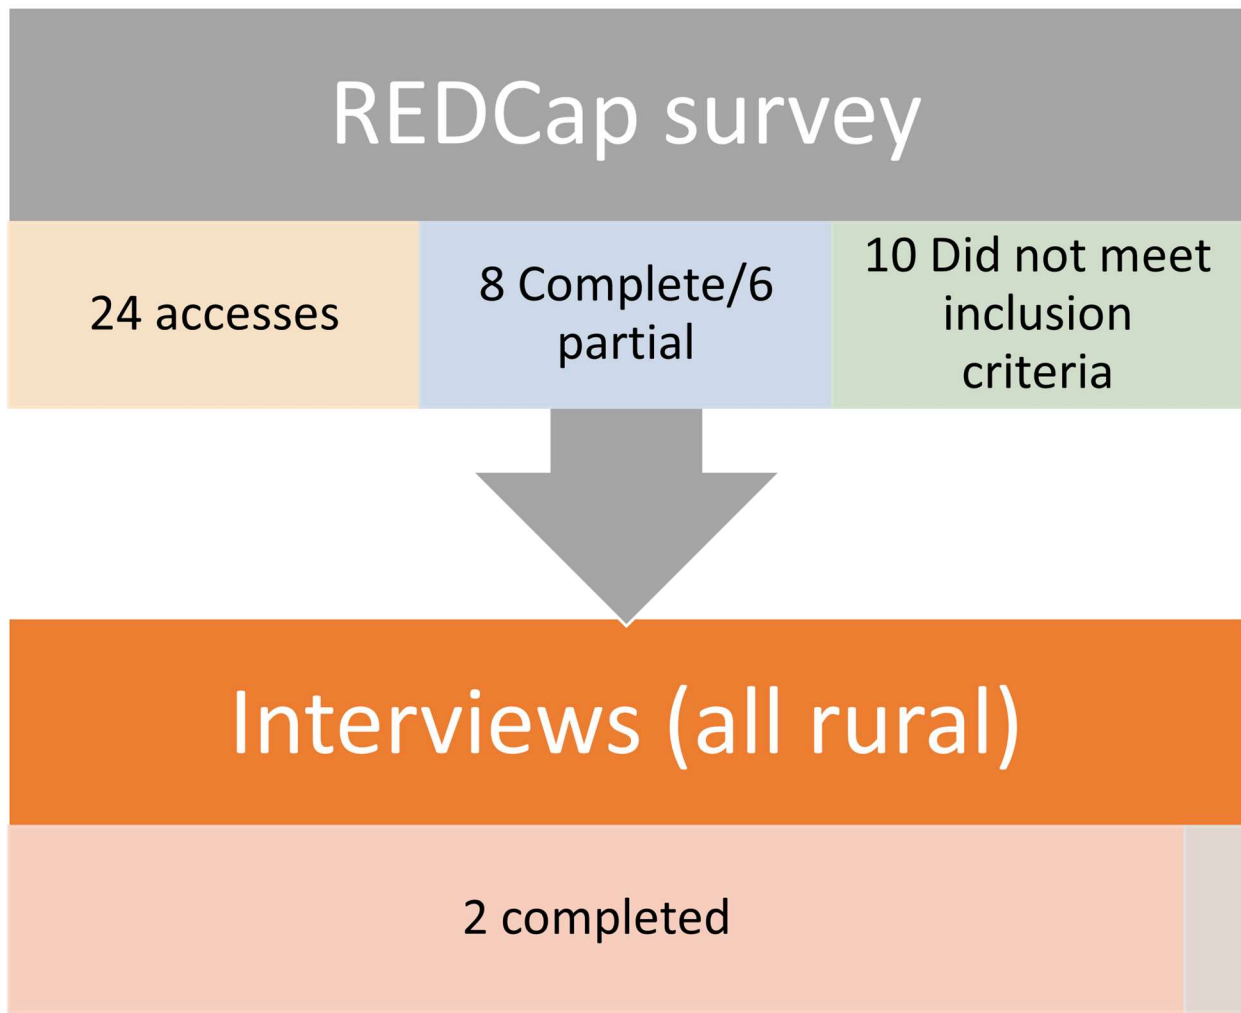 REDCap survey
24 accesses
8 Complete/6
partial
10 Did not meet
inclusion
criteria
Interviews (all rural)
2 completed